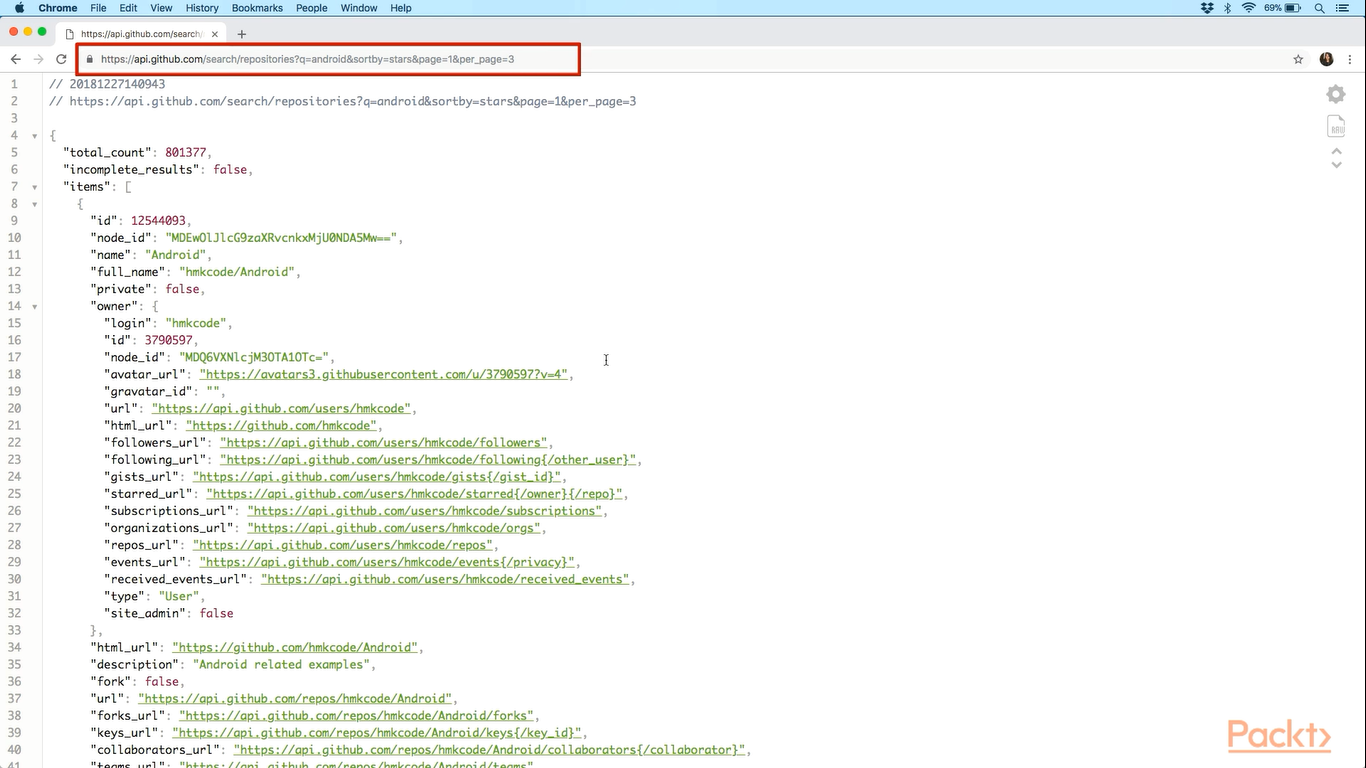 Chrome File Edit View History Bookmarks People Window Help 69%
https://api.github.com/search/
https://api.github.com/search/repositories?q=android&sortby=stars&page=1&per_page=3
1 // 20181227140943
2 // https://api.github.com/search/repositories?q=android&sortby=stars&page=1&per_page=3
3
4 {
5 "total_count": 801377,
6 "incomplete_results": false,
7 "items": [
8 {
9 "id": 12544093,
10 "node_id": "MDEwOlJlcG9zaXRvcnkxMjU0NDA5Mw==",
11 "name": "Android",
12 "full_name": "hmkcode/Android",
13 "private": false,
14 "owner": {
15 "login": "hmkcode",
16 "id": 3790597,
17 "node_id": "MDQ6VXNlcjM3OTA1OTc=",
18 "avatar_url": "https://avatars3.githubusercontent.com/u/3790597?v=4",
19 "gravatar_id": "",
20 "url": "https://api.github.com/users/hmkcode",
21 "html_url": "https://github.com/hmkcode",
22 "followers_url": "https://api.github.com/users/hmkcode/followers",
23 "following_url": "https://api.github.com/users/hmkcode/following{/other_user}",
24 "gists_url": "https://api.github.com/users/hmkcode/gists{/gist_id}",
25 "starred_url": "https://api.github.com/users/hmkcode/starred{/owner}{/repo}",
26 "subscriptions_url": "https://api.github.com/users/hmkcode/subscriptions",
27 "organizations_url": "https://api.github.com/users/hmkcode/orgs",
28 "repos_url": "https://api.github.com/users/hmkcode/repos",
29 "events_url": "https://api.github.com/users/hmkcode/events{/privacy}",
30 "received_events_url": "https://api.github.com/users/hmkcode/received_events",
31 "type": "User",
32 "site_admin": false
33 },
34 "html_url": "https://github.com/hmkcode/Android",
35 "description": "Android related examples",
36 "fork": false,
37 "url": "https://api.github.com/repos/hmkcode/Android",
38 "forks_url": "https://api.github.com/repos/hmkcode/Android/forks",
39 "keys_url": "https://api.github.com/repos/hmkcode/Android/keys{/key_id}",
40 "collaborators_url": "https://api.github.com/repos/hmkcode/Android/collaborators{/collaborator}",
41 "teams_url": "https://api.github.com/repos/hmkcode/Android/teams"
RAW
Packt>